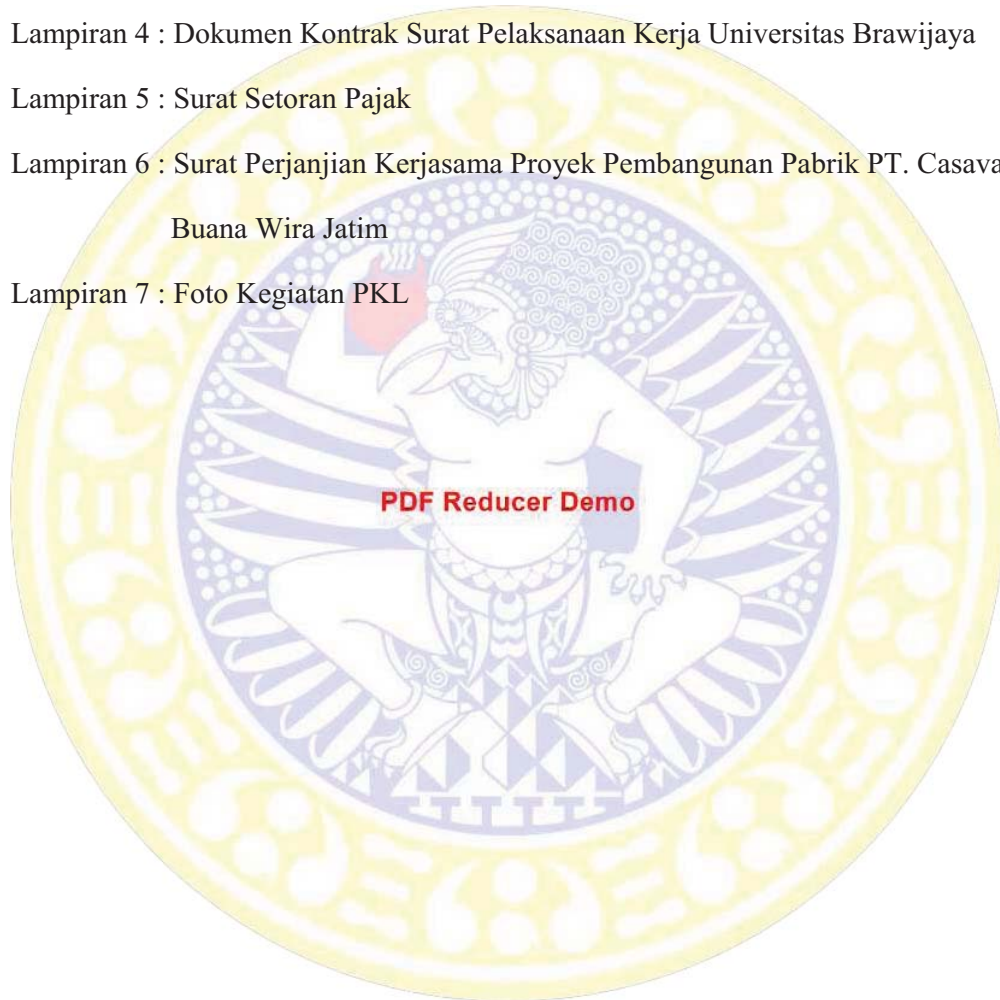 Lampiran 4 : Dokumen Kontrak Surat Pelaksanaan Kerja Universitas Brawijaya
Lampiran 5 : Surat Setoran Pajak
Lampiran 6 : Surat Perjanjian Kerjasama Proyek Pembangunan Pabrik PT. Casava
Buana Wira Jatim
Lampiran 7 : Foto Kegiatan PKL
PDF Reducer Demo